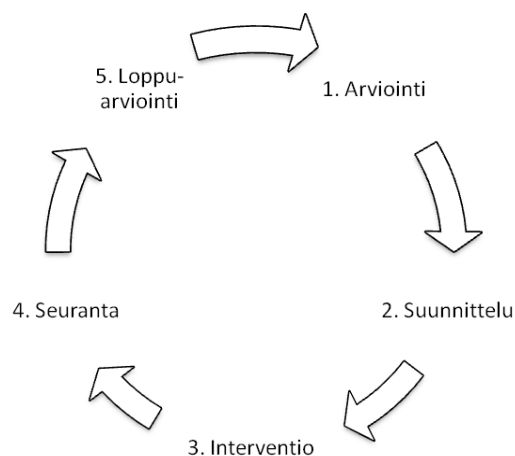 1. Arviointi
2. Suunnittelu
3. Interventio
4. Seuranta
5. Loppu-
arviointi